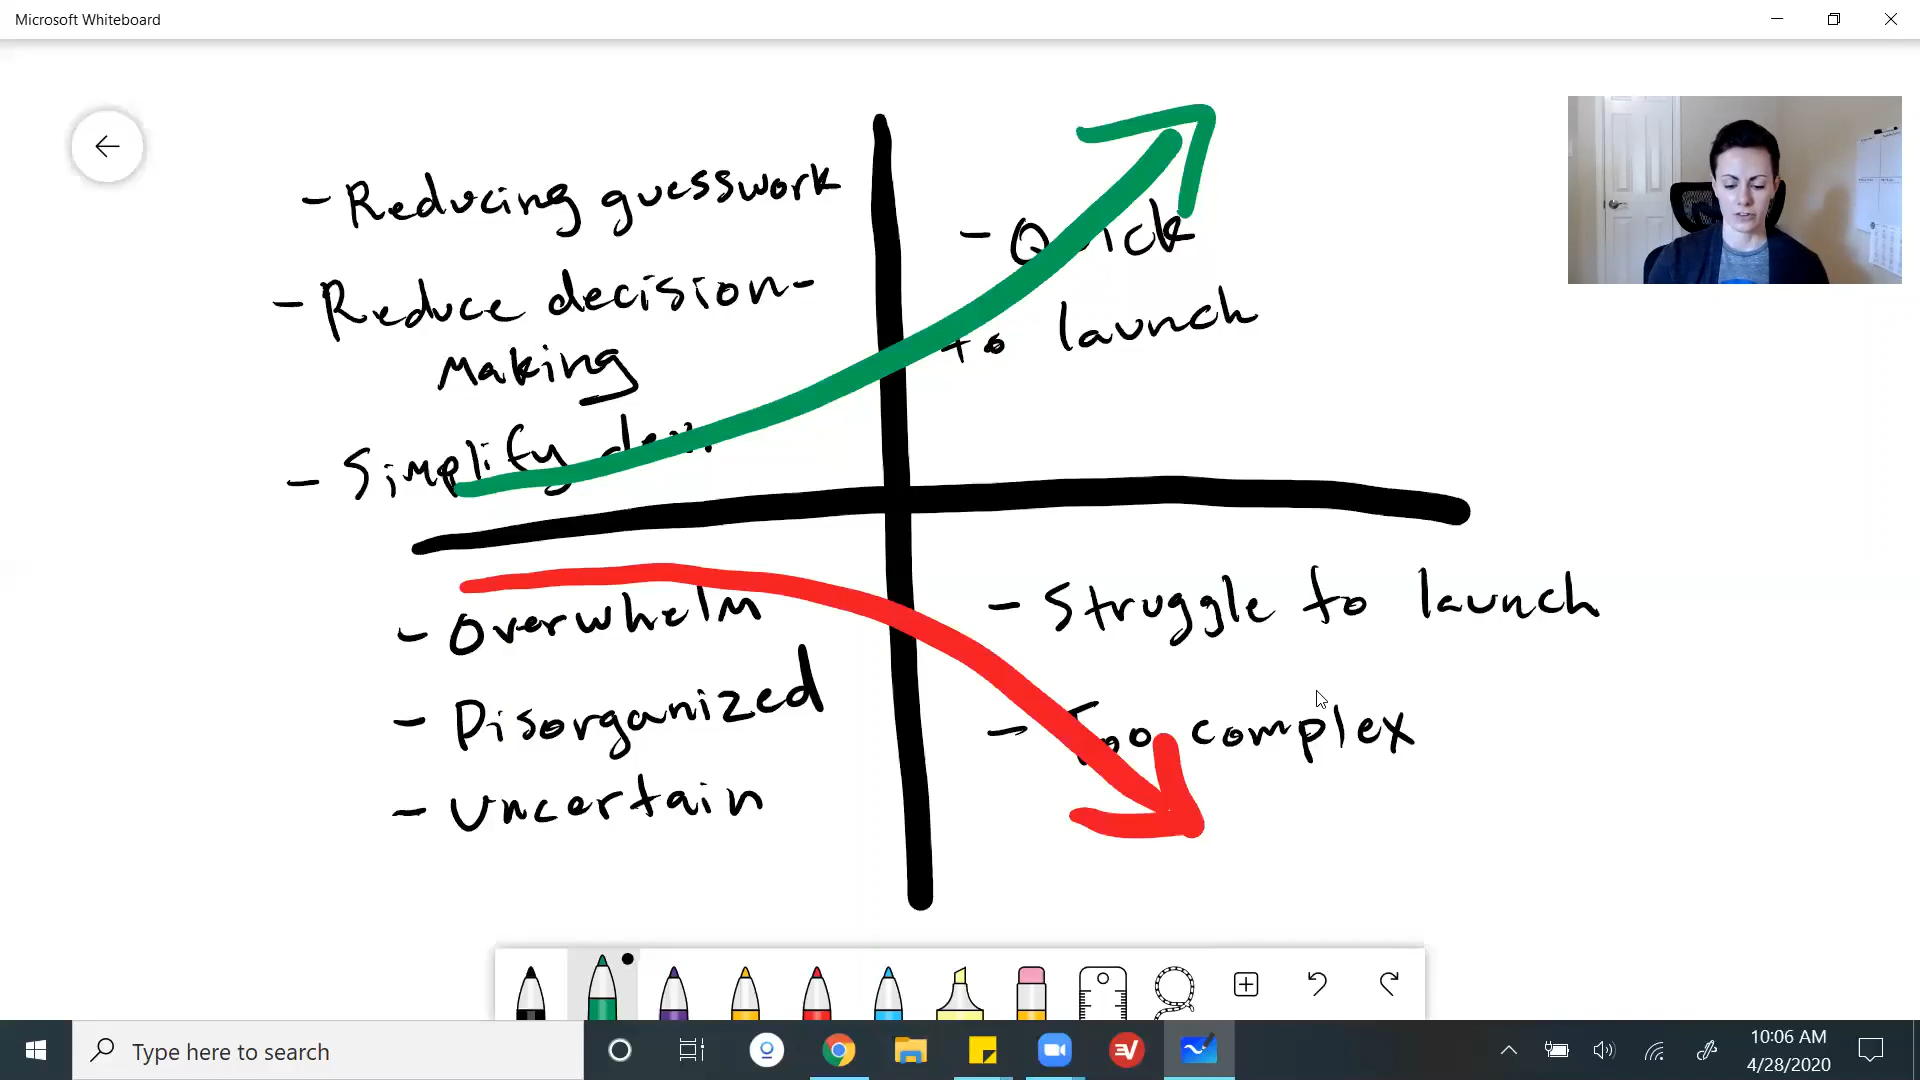 Microsoft Whiteboard
- Reducing guesswork
- Reduce decision-
making
- Simplify
- Quick
to launch
- Overwhelm
- Disorganized
- Uncertain
- Struggle to launch
- Too complex
Type here to search
10:06 AM
4/28/2020